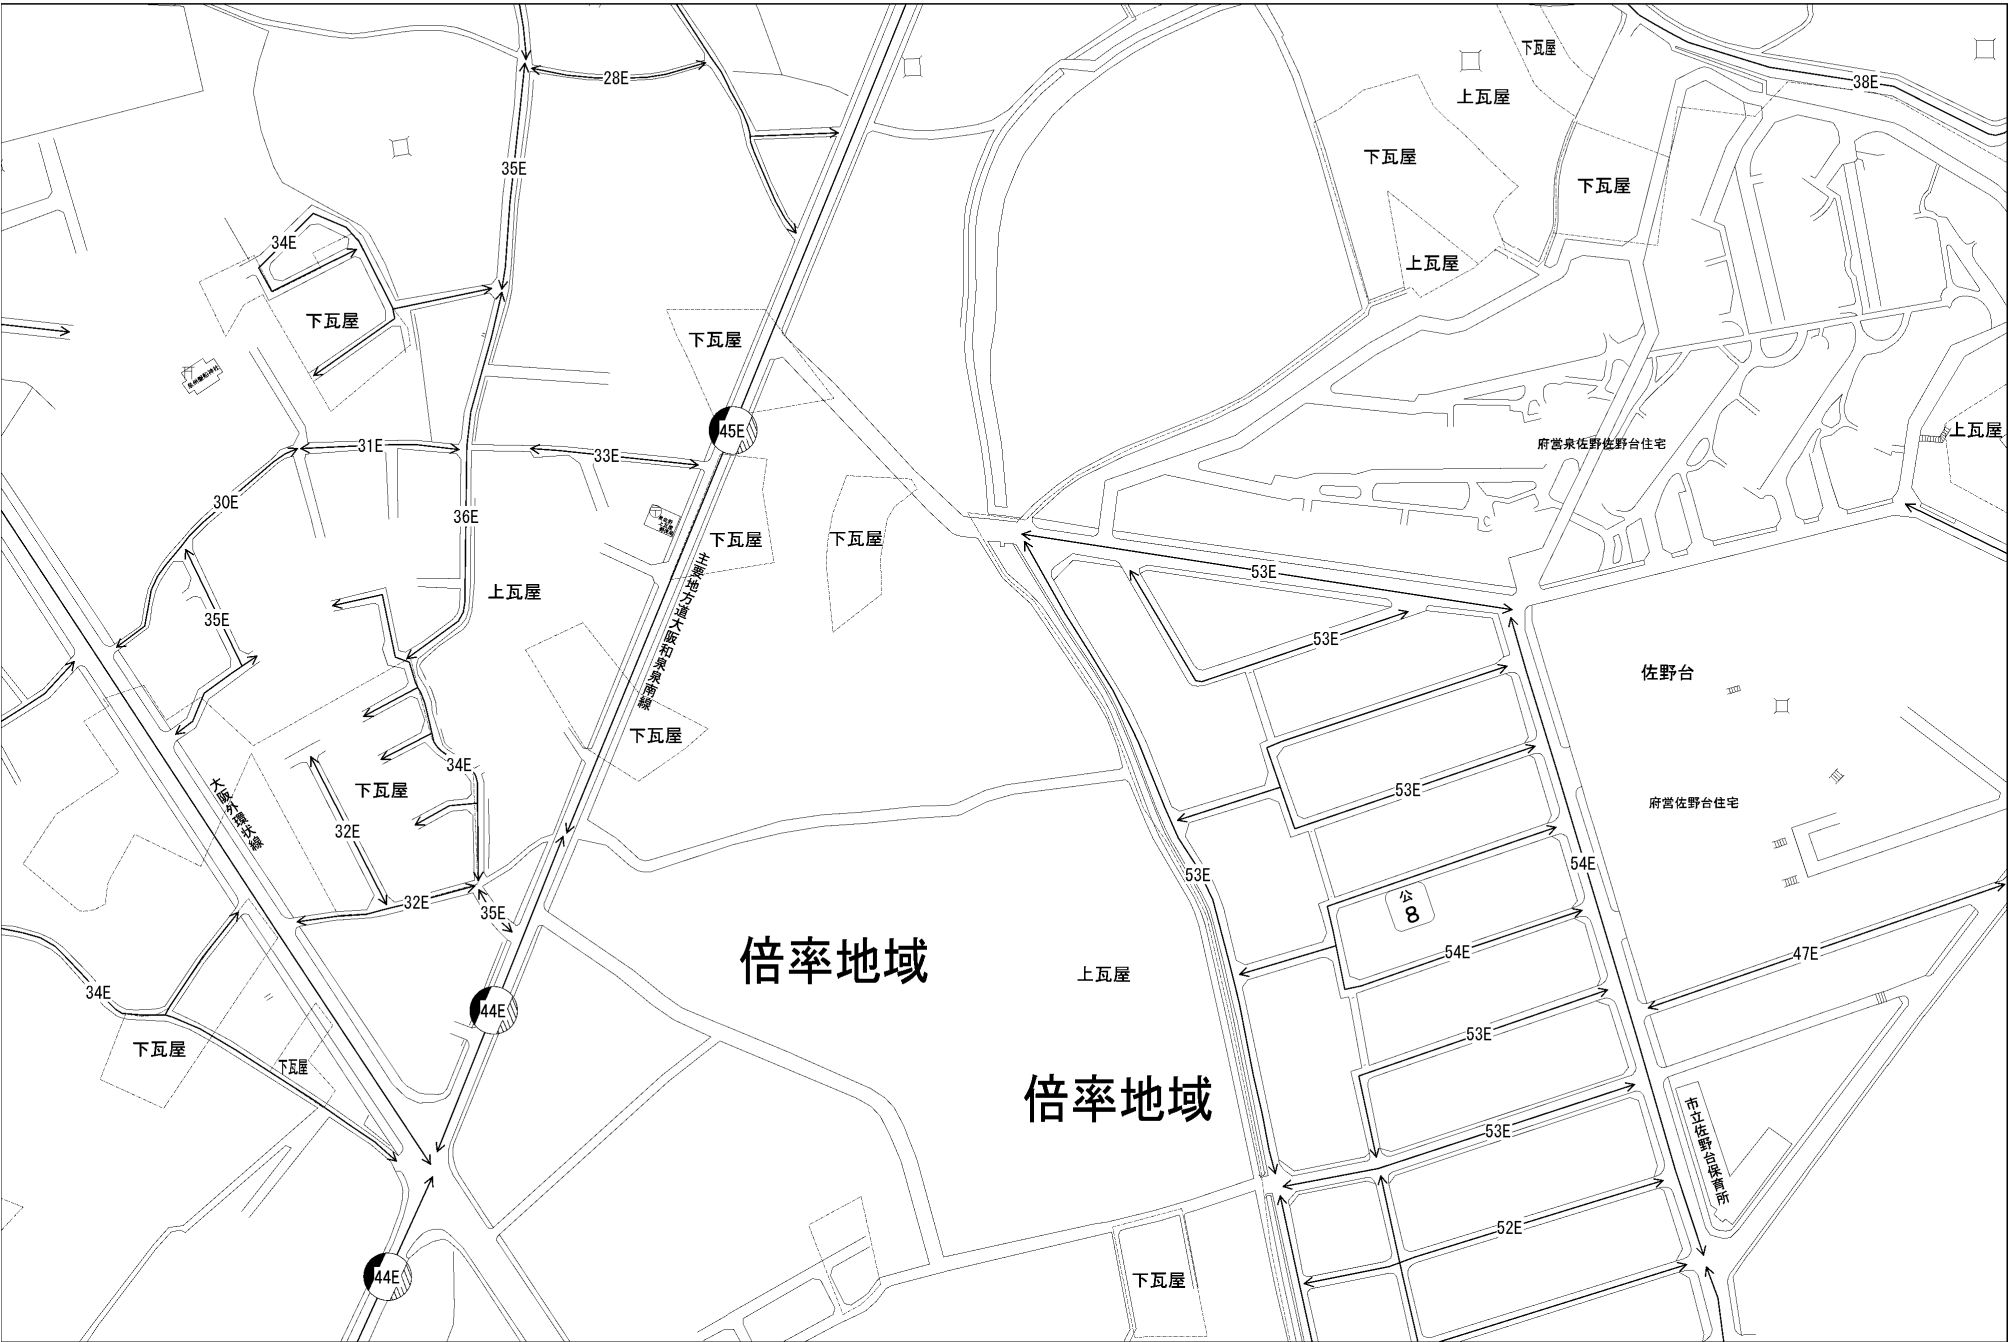 下瓦屋
28E
上瓦屋
38E
下瓦屋
35E
下瓦屋
34E
上瓦屋
下瓦屋
下瓦屋
泉州磐船神社
45E
上瓦屋
31E
府営泉佐野佐野台住宅
33E
30E
36E
下瓦屋
下瓦屋
主要地方道大阪和泉泉南線
53E
上瓦屋
35E
53E
佐野台
下瓦屋
34E
大阪外環状線
下瓦屋
53E
府営佐野台住宅
32E
54E
53E
32E
公
8
35E
倍率地域
54E
47E
上瓦屋
34E
44E
53E
下瓦屋
下瓦屋
倍率地域
市立佐野台保育所
53E
52E
44E
下瓦屋